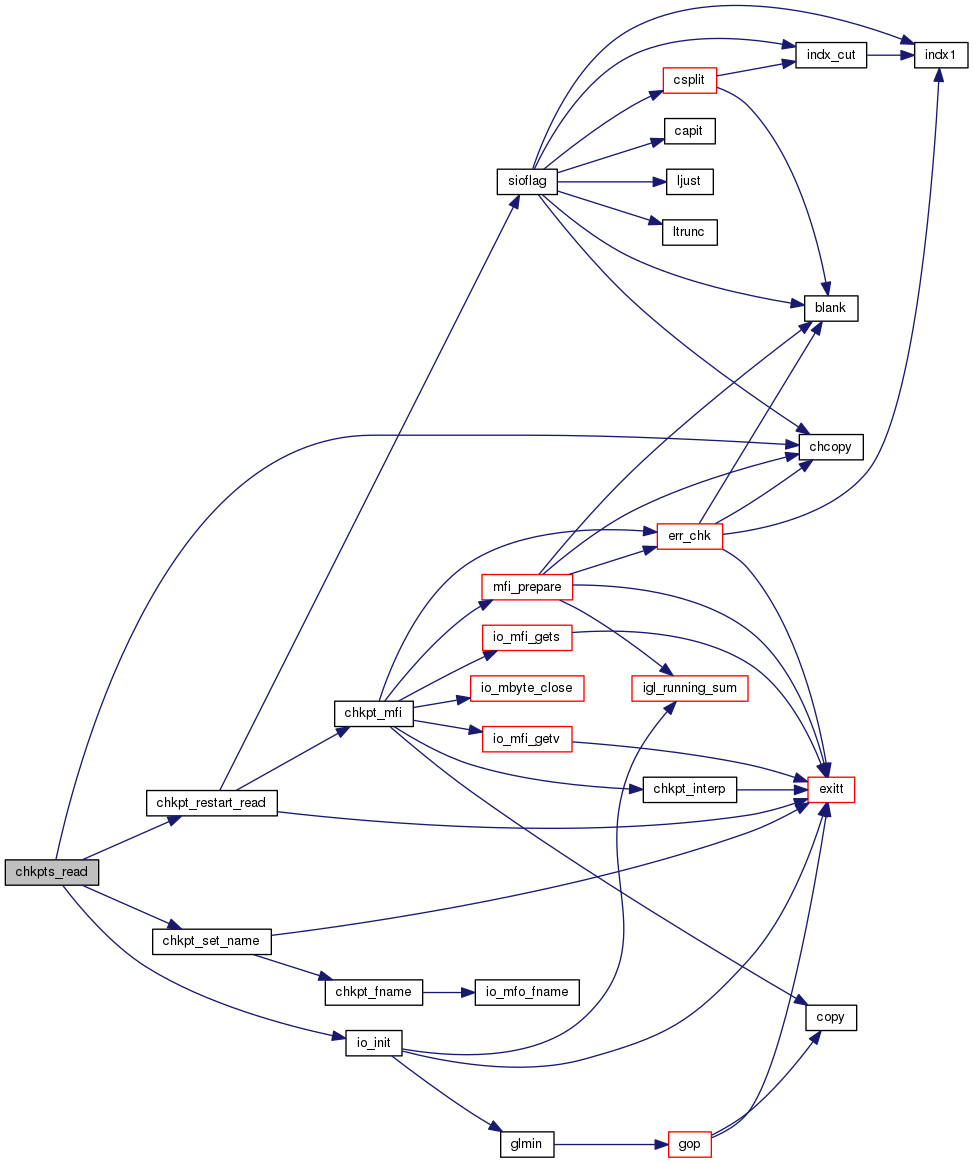 indx_cut
indx1
csplit
capit
sioflag
ljust
ltrunc
blank
chcopy
err_chk
mfi_prepare
io_mfi_gets
io_mbyte_close
igl_running_sum
chkpt_mfi
io_mfi_getv
chkpt_interp
exitt
chkpt_restart_read
chkpts_read
chkpt_set_name
chkpt_fname
io_mfo_fname
copy
io_init
glmin
gop